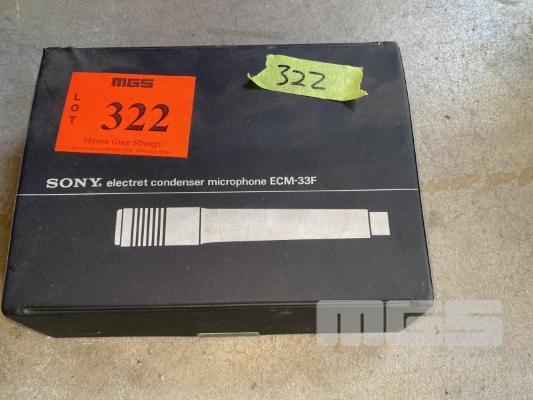 MGS
LOT
322
Mason Gray Strange
322
SONY. electret condenser microphone ECM-33F
MGS